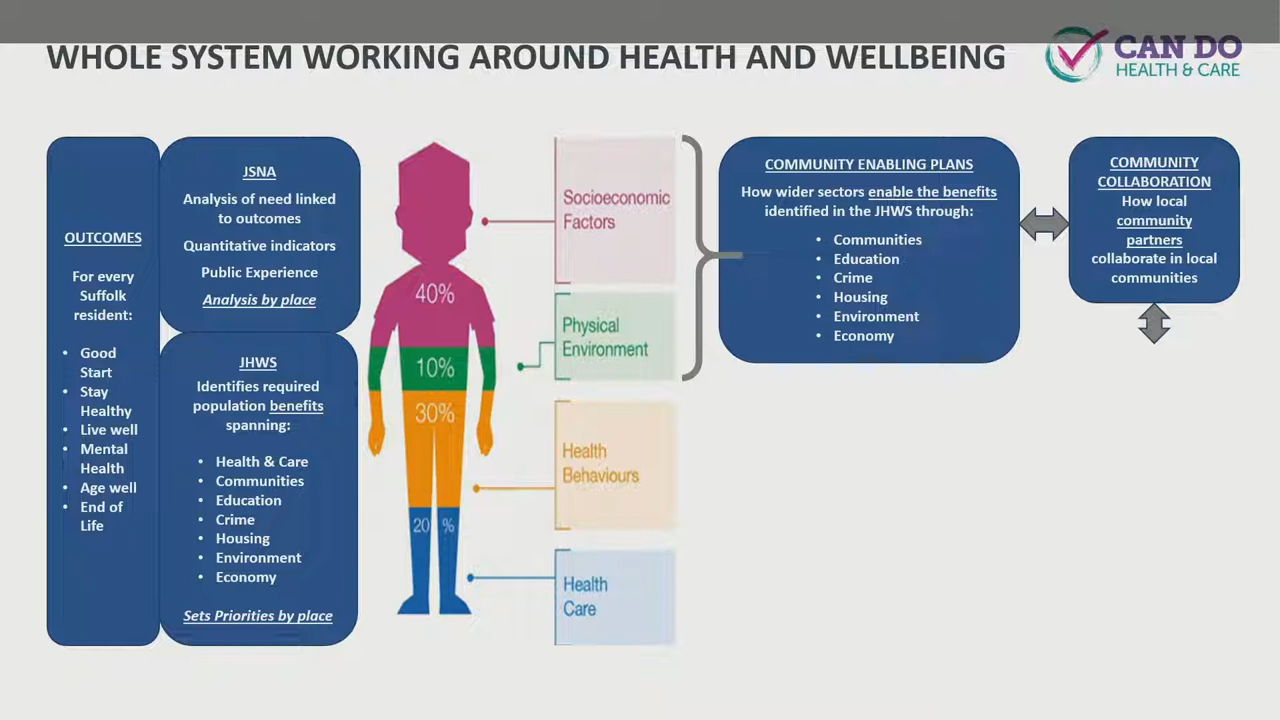 WHOLE SYSTEM WORKING AROUND HEALTH AND WELLBEING
CAN DO
HEALTH & CARE
OUTCOMES
For every
Suffolk
resident:
• Good
Start
• Stay
Healthy
• Live well
• Mental
Health
• Age well
• End of
Life
JSNA
Analysis of need linked
to outcomes
Quantitative indicators
Public Experience
Analysis by place
JHWS
Identifies required
population benefits
spanning:
• Health & Care
• Communities
• Education
• Crime
• Housing
• Environment
• Economy
Sets Priorities by place
40%
10%
30%
20 %
Socioeconomic
Factors
Physical
Environment
Health
Behaviours
Health
Care
COMMUNITY ENABLING PLANS
How wider sectors enable the benefits
identified in the JHWS through:
• Communities
• Education
• Crime
• Housing
• Environment
• Economy
COMMUNITY
COLLABORATION
How local
community
partners
collaborate in local
communities